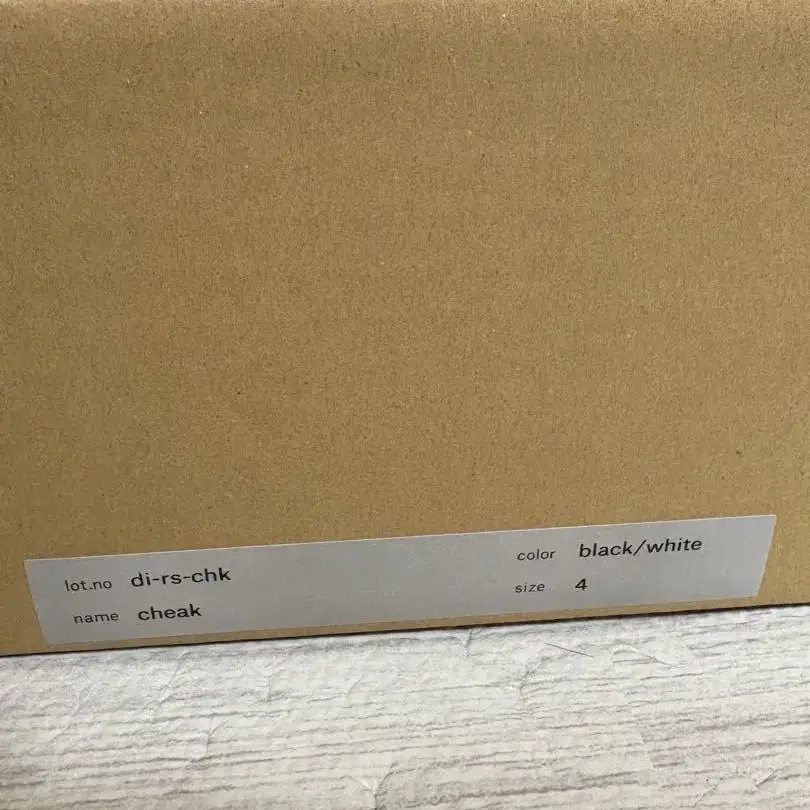 lot.no di-rs-chk
name cheak
color black/white
size 4